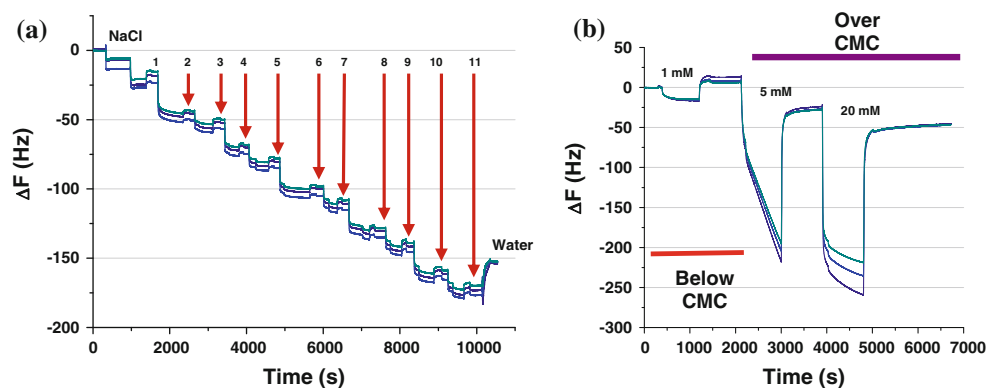 (a)
NaCl
1 2 3 4 5 6 7 8 9 10 11
Water
0
-50
-100
-150
-200
ΔF (Hz)
0 2000 4000 6000 8000 10000
Time (s)
(b)
Over
CMC
1 mM
5 mM
20 mM
Below
CMC
50
25
0
-50
-100
-150
-200
-250
-300
ΔF (Hz)
0 1000 2000 3000 4000 5000 6000 7000
Time (s)